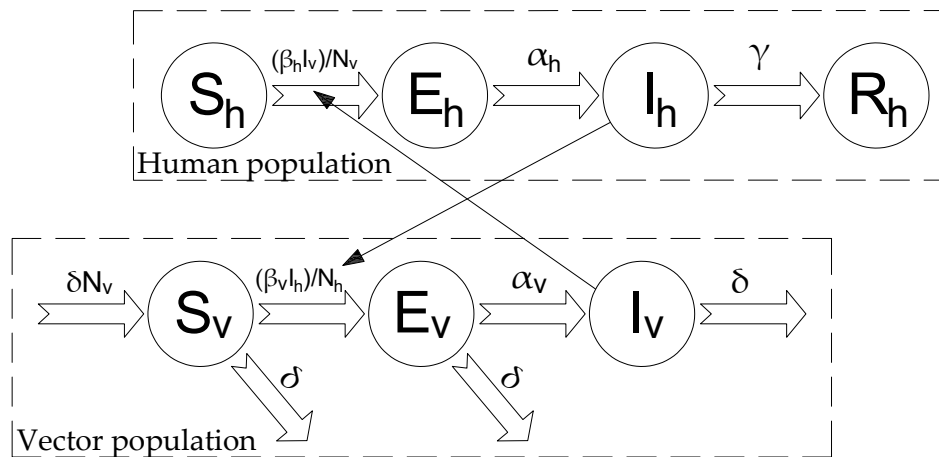 (βhIv)/Nv αh γ
Sh Eh Ih Rh
Human population
δNv (βvIh)/Nh αv δ
Sv Ev Iv
δ δ
Vector population